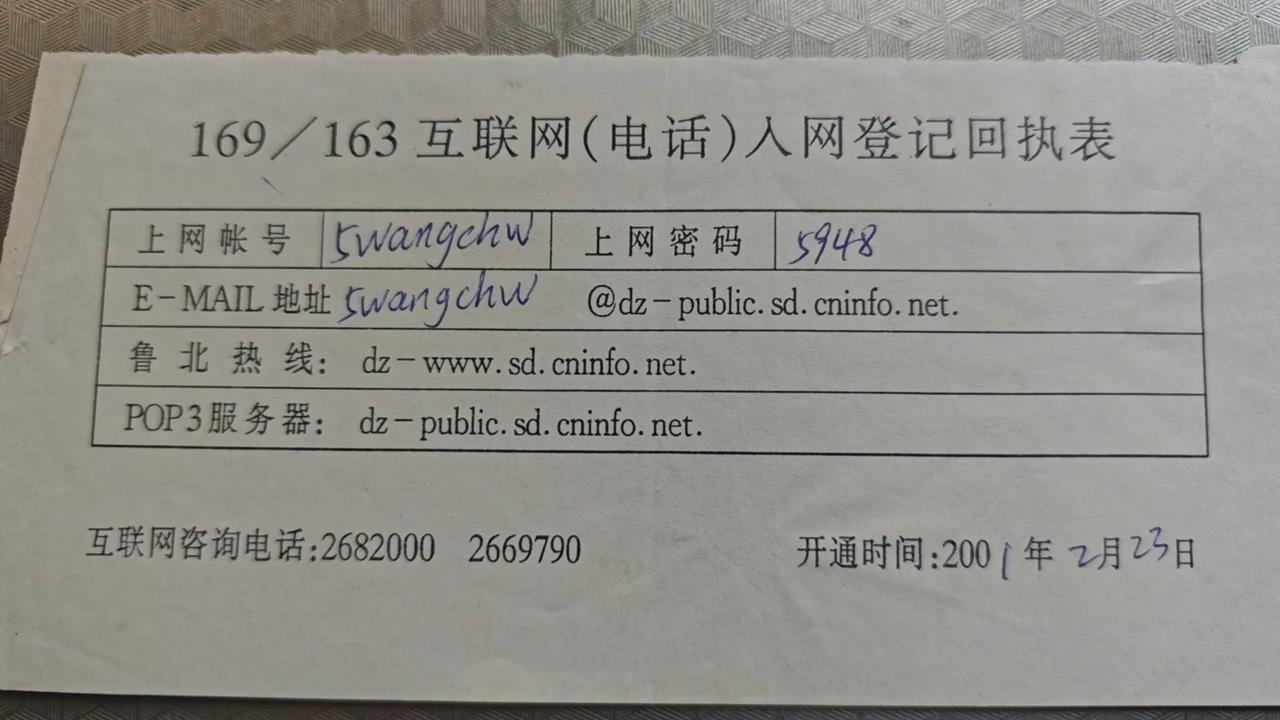 169／163 互联网(电话)入网登记回执表
上网帐号 5wangchw 上网密码 5948
E-MAIL 地址 5wangchw @dz-public.sd.cninfo.net.
鲁北热线: dz-www.sd.cninfo.net.
POP3服务器: dz-public.sd.cninfo.net.
互联网咨询电话:2682000 2669790 开通时间:2001年2月23日